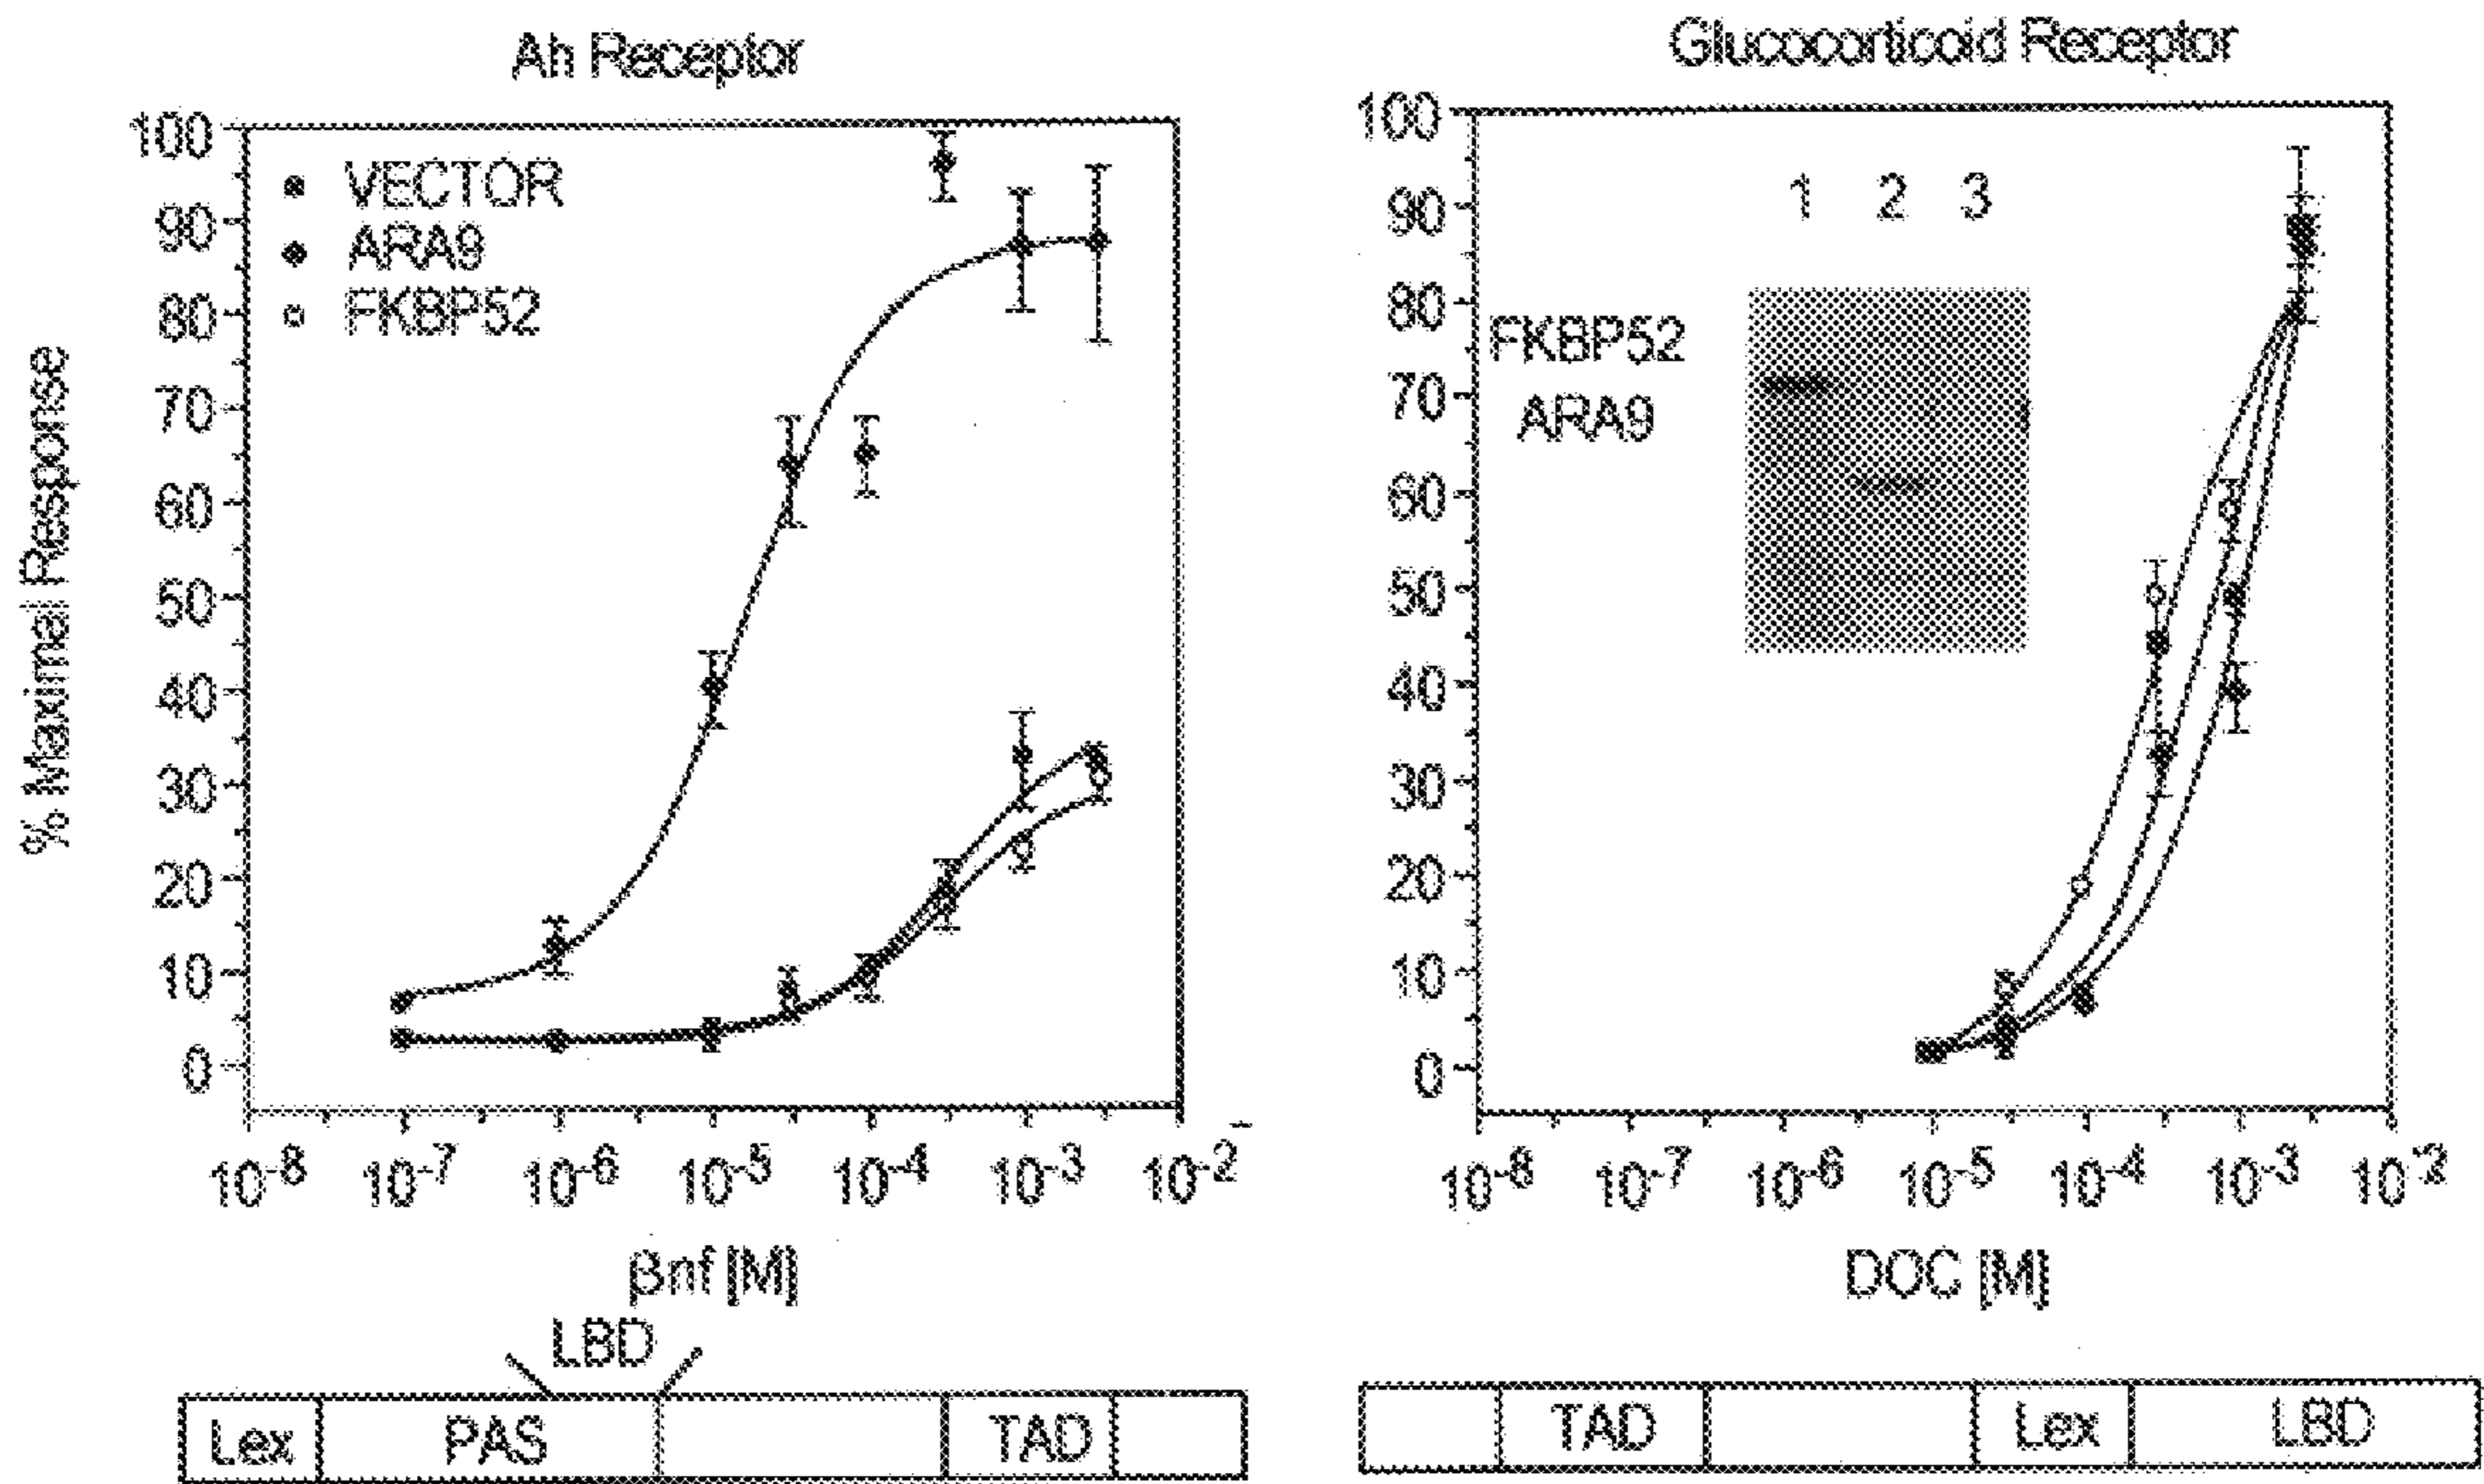 Ah Receptor
100
90
80
70
60
50
40
30
20
10
0
% Maximal Response
VECTOR
ARA9
FKBP52
10-8
10-7
10-6
10-5
10-4
10-3
10-2
βnf [M]
LBD
Lex
PAS
TAD
Glucocorticoid Receptor
100
90
80
70
60
50
40
30
20
10
0
1 2 3
FKBP52
ARA9
10-8
10-7
10-6
10-5
10-4
10-3
10-2
DOC [M]
TAD
Lex
LBD